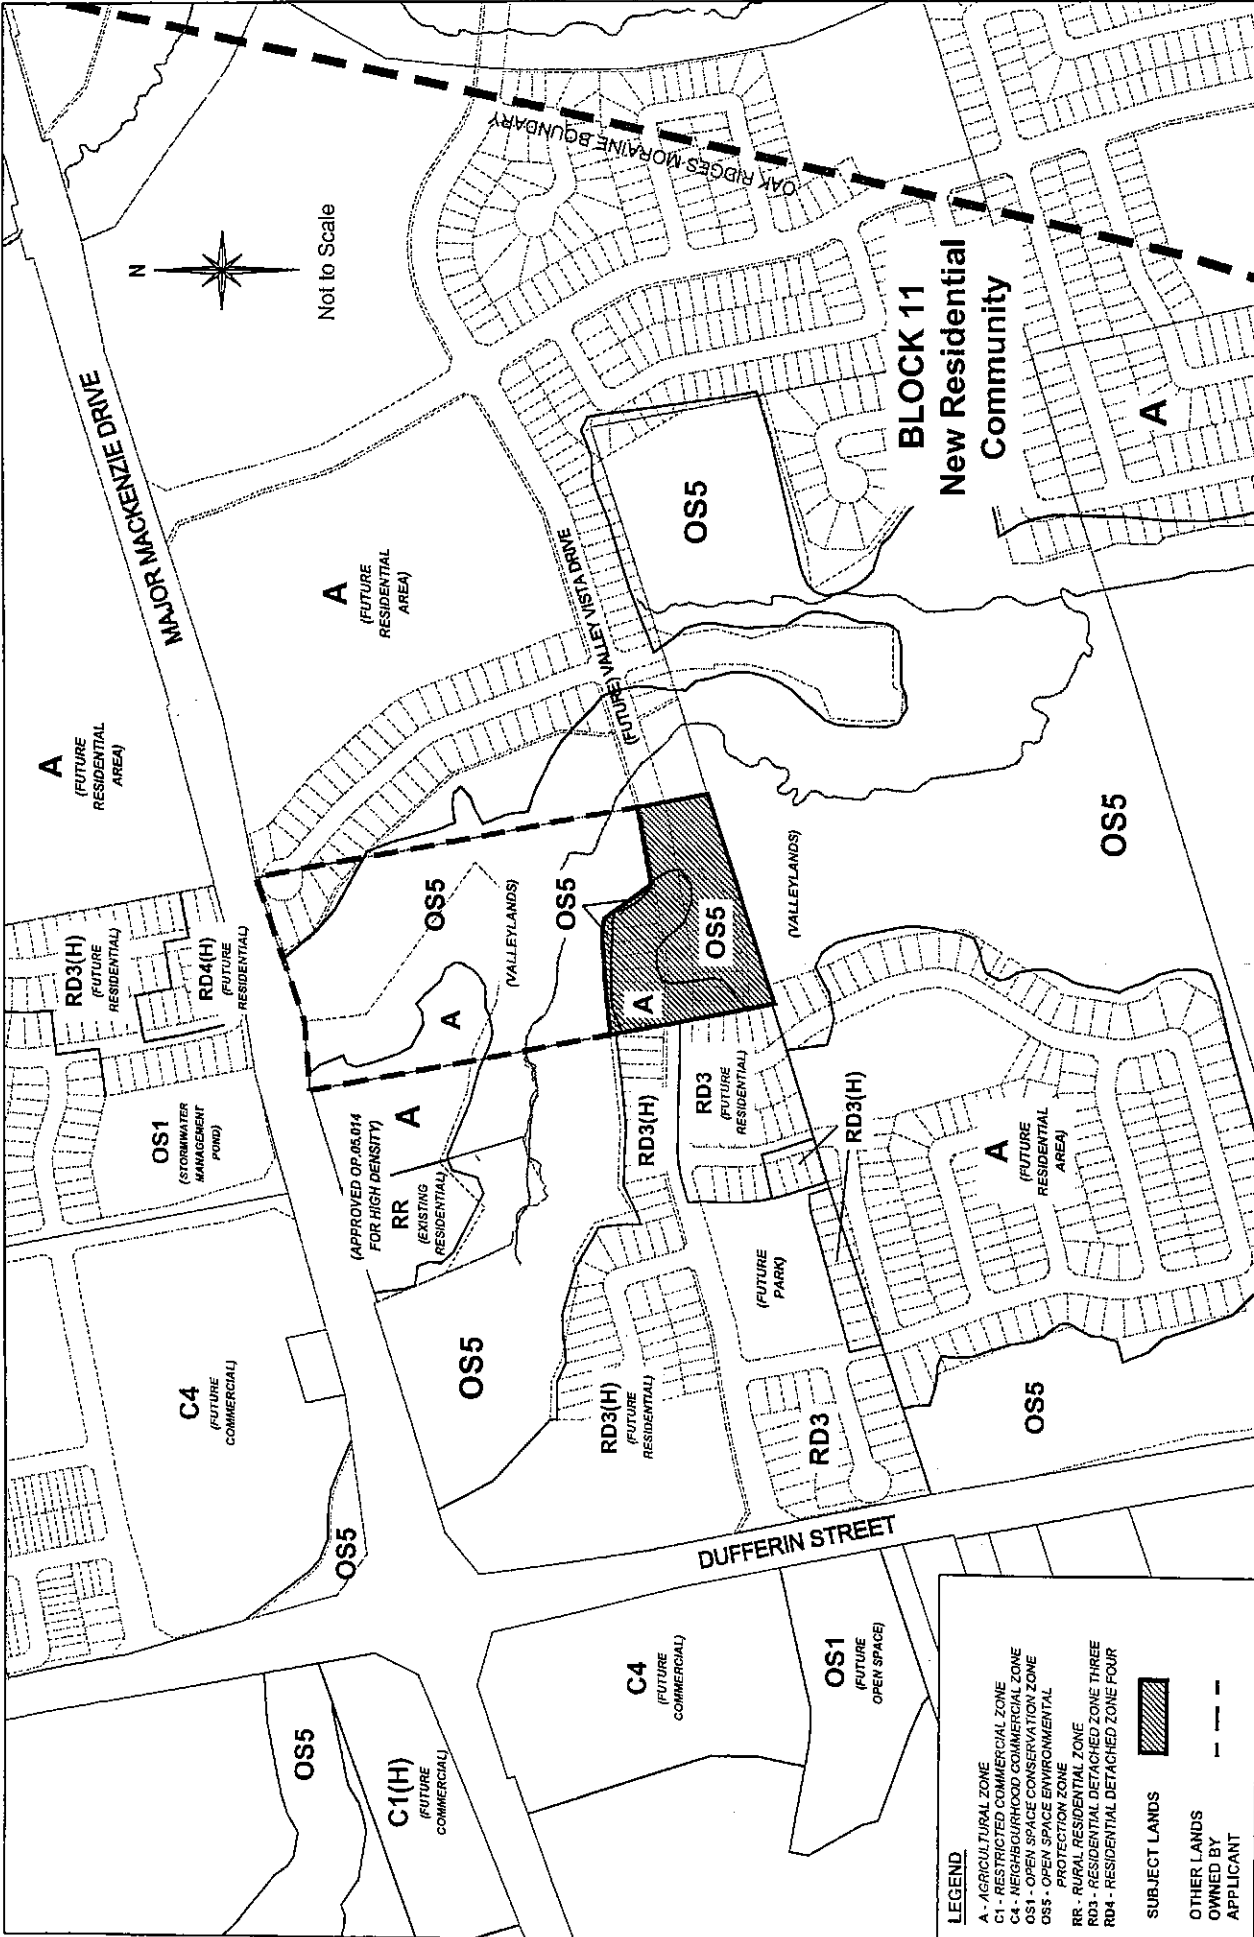 N
Not to Scale
MAJOR MACKENZIE DRIVE
OAK RIDGES MORAINE BOUNDARY
BLOCK 11
New Residential
Community
A
A
(FUTURE
RESIDENTIAL
AREA)
A
(FUTURE
RESIDENTIAL
AREA)
(FUTURE) VALLEY VISTA DRIVE
OS5
RD3(H)
(FUTURE
RESIDENTIAL)
RD4(H)
(FUTURE
RESIDENTIAL)
OS1
(STORMWATER
MANAGEMENT
POND)
OS5
(VALLEYLANDS)
A
OS5
A
OS5
(VALLEYLANDS)
OS5
(APPROVED OP.05.014
FOR HIGH DENSITY)
A
RR
(EXISTING
RESIDENTIAL)
RD3(H)
RD3
(FUTURE
RESIDENTIAL)
RD3(H)
A
(FUTURE
RESIDENTIAL
AREA)
(FUTURE
PARK)
C4
(FUTURE
COMMERCIAL)
OS5
OS5
RD3(H)
(FUTURE
RESIDENTIAL)
RD3
OS5
DUFFERIN STREET
OS5
C1(H)
(FUTURE
COMMERCIAL)
C4
(FUTURE
COMMERCIAL)
OS1
(FUTURE
OPEN SPACE)
LEGEND
A - AGRICULTURAL ZONE
C1 - RESTRICTED COMMERCIAL ZONE
C4 - NEIGHBOURHOOD COMMERCIAL ZONE
OS1 - OPEN SPACE CONSERVATION ZONE
OS5 - OPEN SPACE ENVIRONMENTAL
PROTECTION ZONE
RR - RURAL RESIDENTIAL ZONE
RD3 - RESIDENTIAL DETACHED ZONE THREE
RD4 - RESIDENTIAL DETACHED ZONE FOUR
SUBJECT LANDS
OTHER LANDS
OWNED BY
APPLICANT